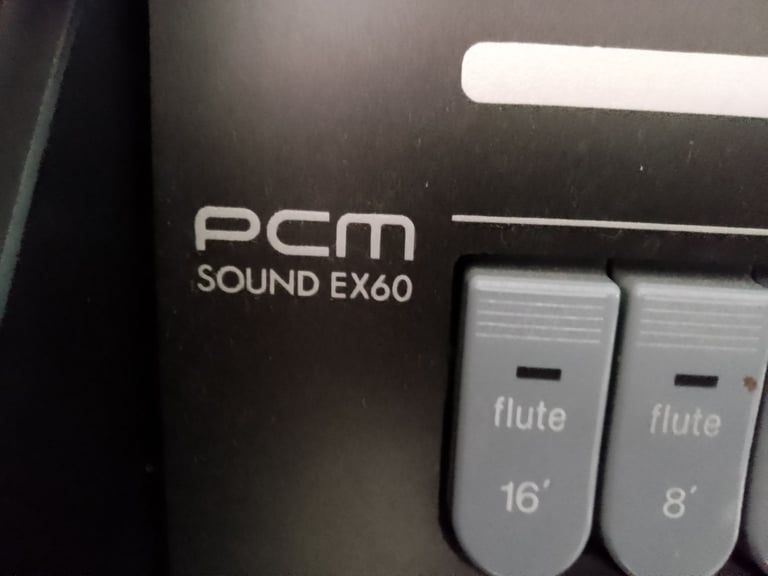 PCM
SOUND EX60
flute
16′
flute
8′